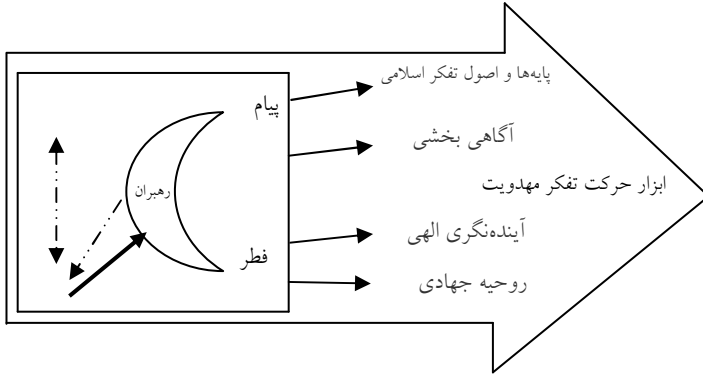 پایه‌ها و اصول تفکر اسلامی
پیام
آگاهی بخشی
رهبران
ابزار حرکت تفکر مهدویت
آینده‌نگری الهی
فطر
روحیه جهادی